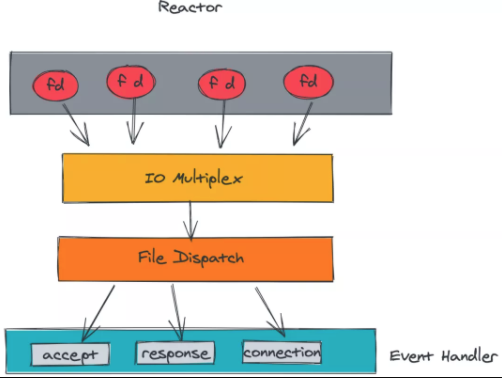 Reactor
fd
f d
f d
fd
IO Multiplex
File Dispatch
accept
response
connection
Event Handler